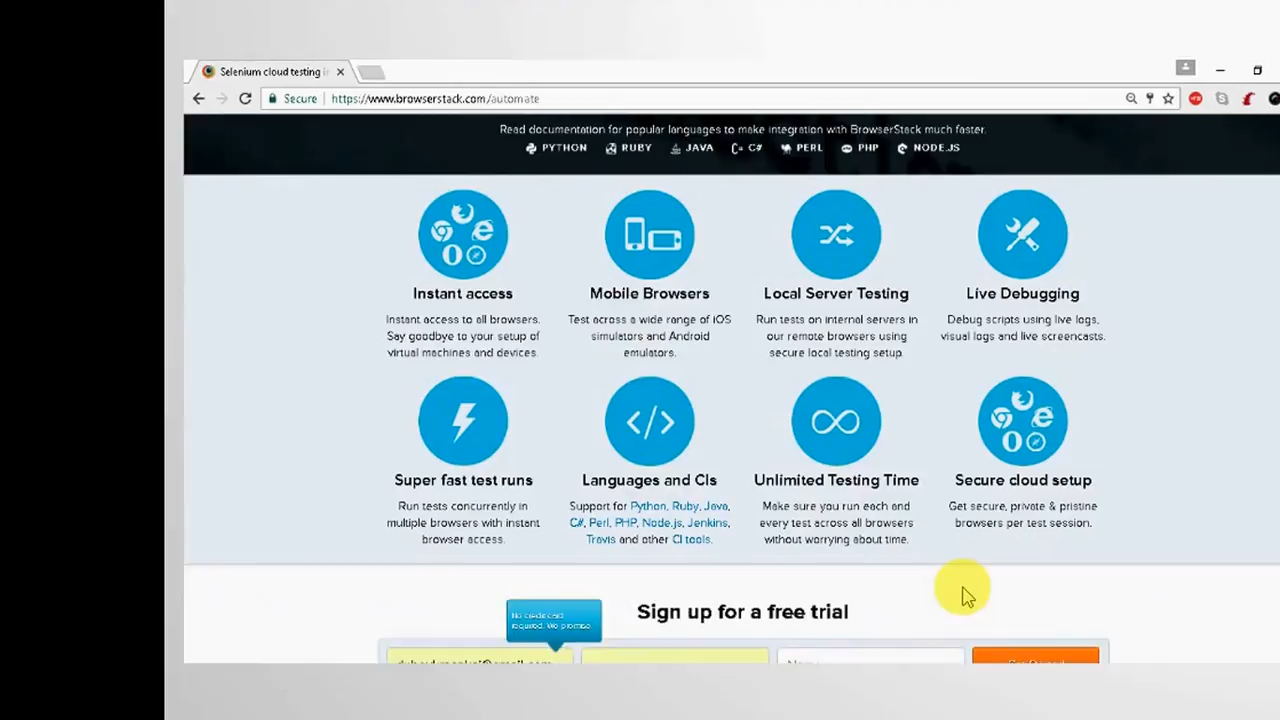 Selenium cloud testing i
Secure https://www.browserstack.com/automate
Read documentation for popular languages to make integration with BrowserStack much faster.
PYTHON RUBY JAVA C# PERL PHP NODE.JS
Instant access
Instant access to all browsers.
Say goodbye to your setup of
virtual machines and devices.
Mobile Browsers
Test across a wide range of iOS
simulators and Android
emulators.
Local Server Testing
Run tests on internal servers in
our remote browsers using
secure local testing setup.
Live Debugging
Debug scripts using live logs,
visual logs and live screencasts.
Super fast test runs
Run tests concurrently in
multiple browsers with instant
browser access.
Languages and CIs
Support for Python, Ruby, Java,
C#, Perl, PHP, Node.js, Jenkins,
Travis and other CI tools.
Unlimited Testing Time
Make sure you run each and
every test across all browsers
without worrying about time.
Secure cloud setup
Get secure, private & pristine
browsers per test session.
No credit card
required. We promise.
Sign up for a free trial